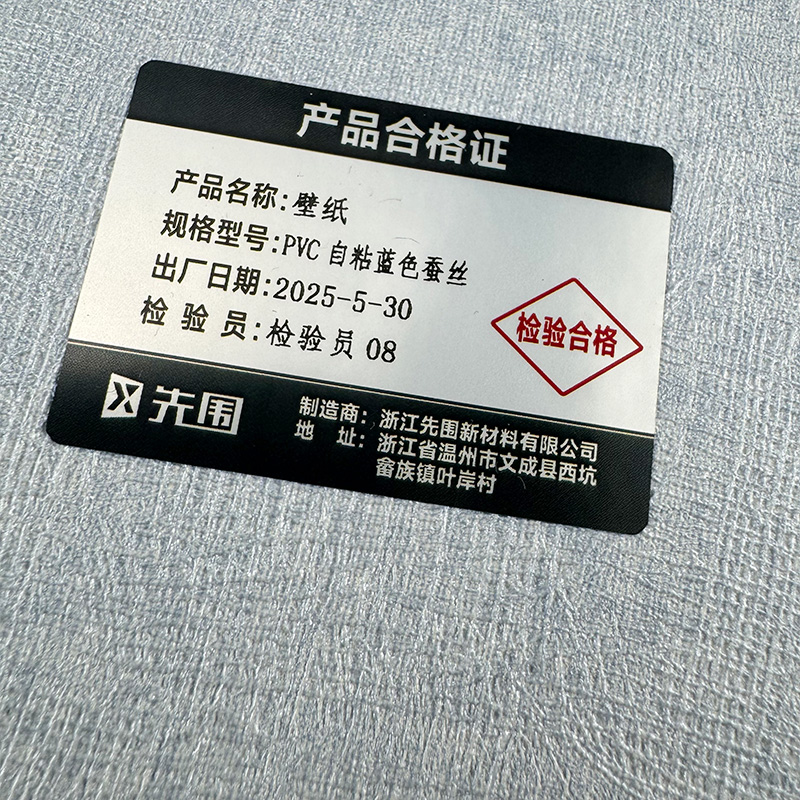 产品合格证
产品名称:壁纸
规格型号:PVC 自粘蓝色蚕丝
出厂日期:2025-5-30
检 验 员:检验员 08
检验合格
先围
制造商：浙江先围新材料有限公司
地 址：浙江省温州市文成县西坑
畲族镇叶岸村